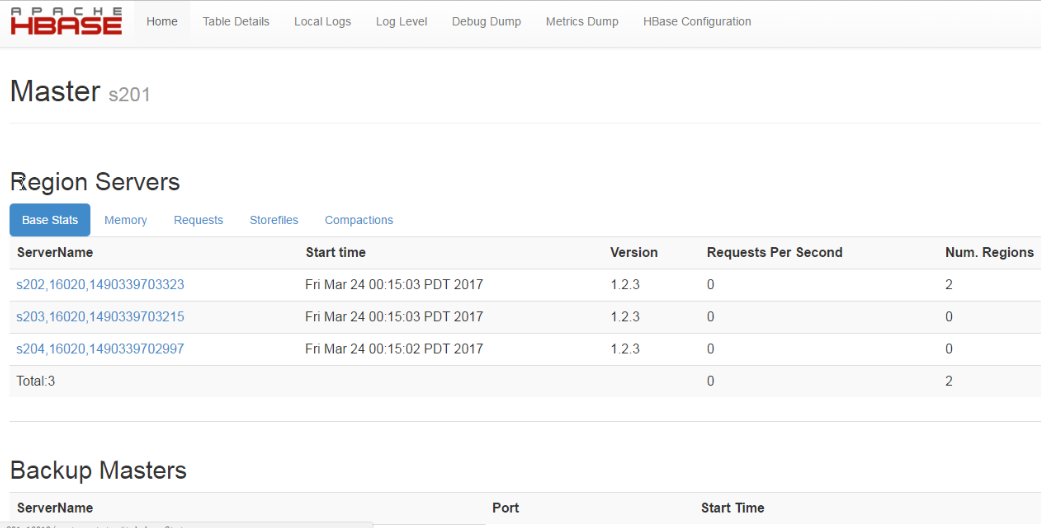 APACHE HBASE Home Table Details Local Logs Log Level Debug Dump Metrics Dump HBase Configuration
Master s201
Region Servers
Base Stats Memory Requests Storefiles Compactions
ServerName Start time Version Requests Per Second Num. Regions
s202,16020,1490339703323 Fri Mar 24 00:15:03 PDT 2017 1.2.3 0 2
s203,16020,1490339703215 Fri Mar 24 00:15:03 PDT 2017 1.2.3 0 0
s204,16020,1490339702997 Fri Mar 24 00:15:02 PDT 2017 1.2.3 0 0
Total:3 0 2
Backup Masters
ServerName Port Start Time